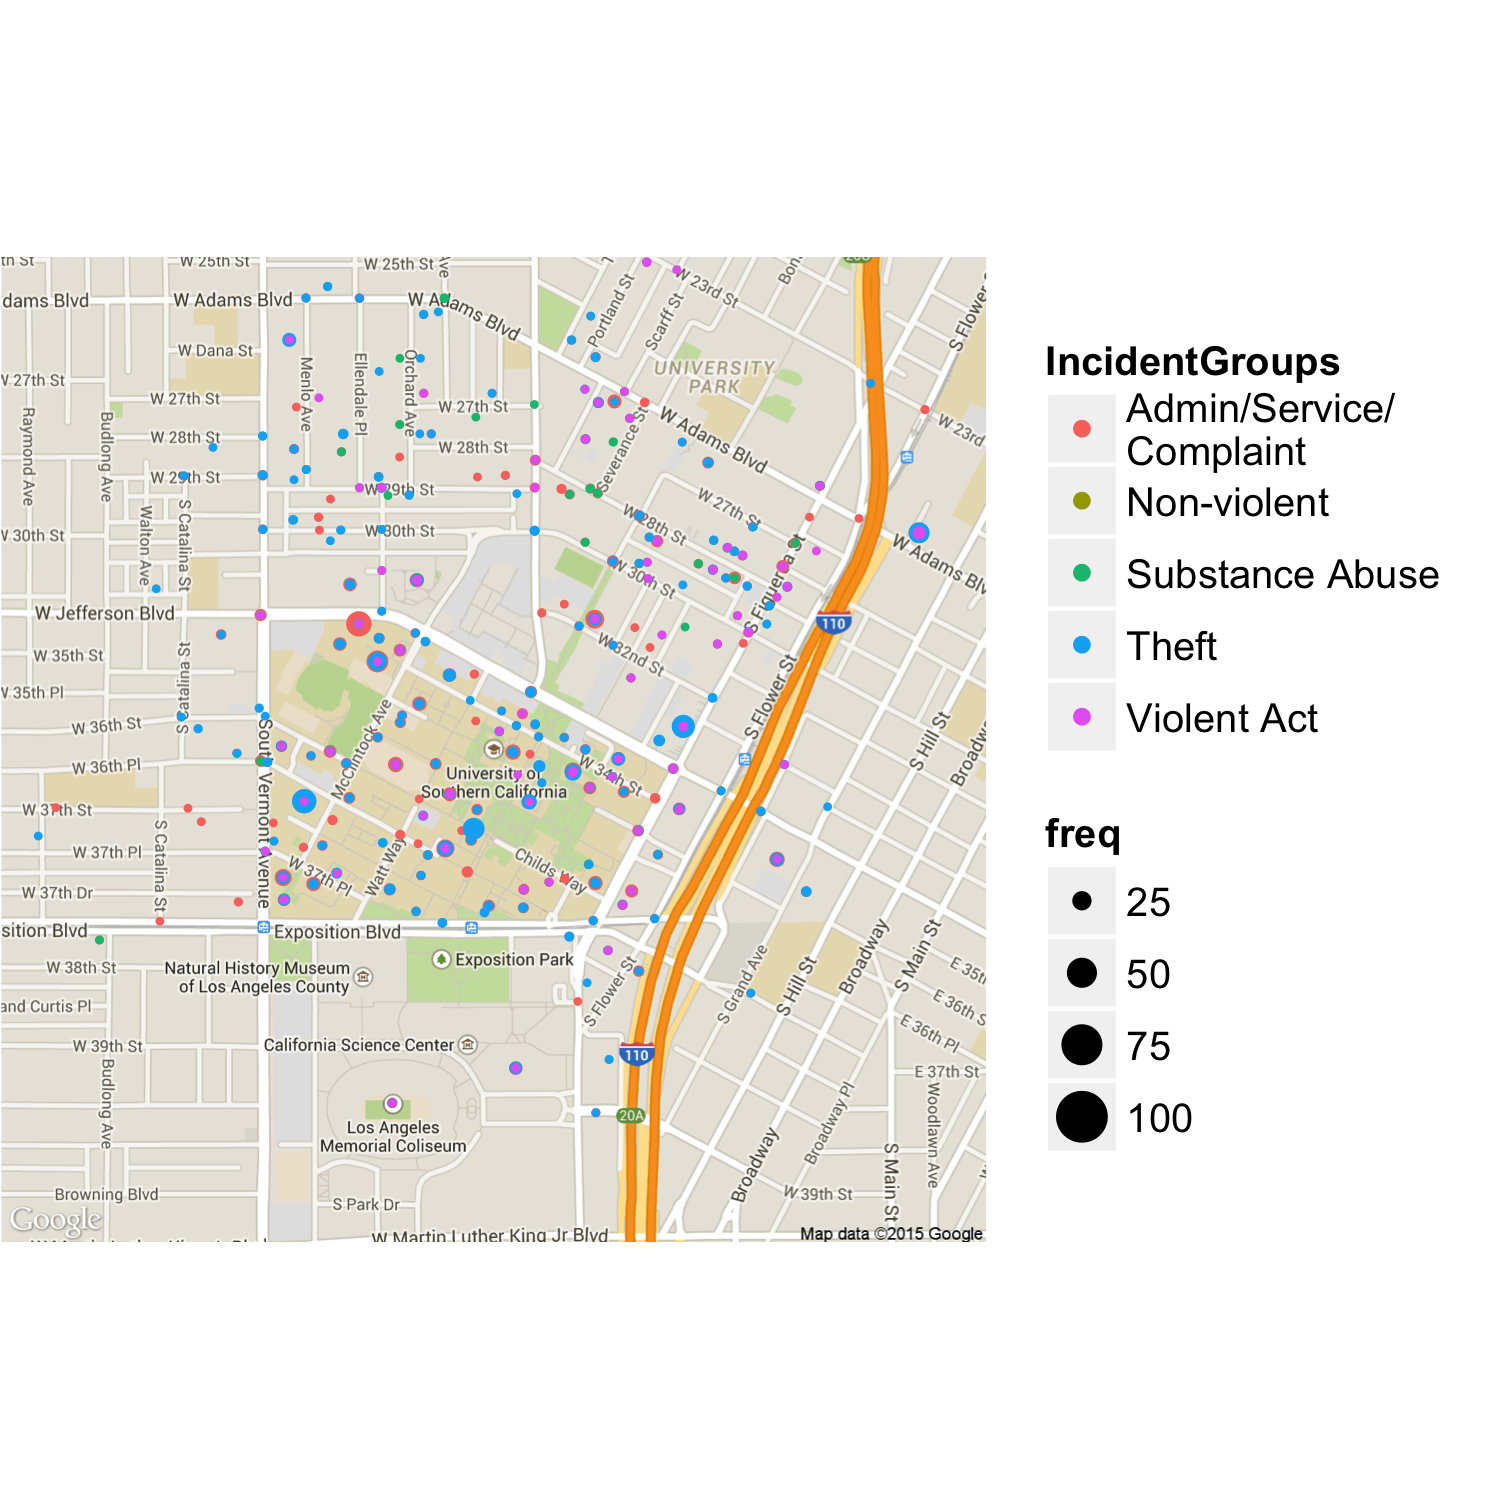 W 25th St
W 25th St
Adams Blvd
W Adams Blvd
W Adams Blvd
W Dana St
W 27th St
W 27th St
W 27th St
W 28th St
W 28th St
W 29th St
W 29th St
W 30th St
W 30th St
Raymond Ave
Budlong Ave
Walton Ave
S Catalina St
Menlo Ave
Ellendale Pl
Orchard Ave
Portland St
Scarff St
W 23rd St
UNIVERSITY
PARK
Severance St
W Adams Blvd
W 27th St
W 28th St
W 30th St
W 32nd St
S Figueroa St
S Flower St
W 23rd
W Adams Blv
110
W Jefferson Blvd
W 35th St
W 35th Pl
W 36th St
W 36th Pl
W 37th St
W 37th Pl
W 37th Dr
S Catalina St
S Catalina St
South Vermont Avenue
McClintock Ave
University of
Southern California
W 34th St
Watt Way
W 37th Pl
Childs Way
S Flower St
S Hill St
Broadw
sition Blvd
Exposition Blvd
W 38th St
and Curtis Pl
W 39th St
Budlong Ave
Natural History Museum
of Los Angeles County
Exposition Park
California Science Center
Los Angeles
Memorial Coliseum
S Flower St
S Grand Ave
S Hill St
Broadway
S Main St
E 35th
E 36th S
E 36th Pl
E 37th St
110
20A
Broadway Pl
Broadway
Woodlawn Ave
S Main St
W 39th St
Browning Blvd
S Park Dr
W Martin Luther King Jr Blvd
Google
Map data ©2015 Google
IncidentGroups
Admin/Service/
Complaint
Non-violent
Substance Abuse
Theft
Violent Act
freq
25
50
75
100